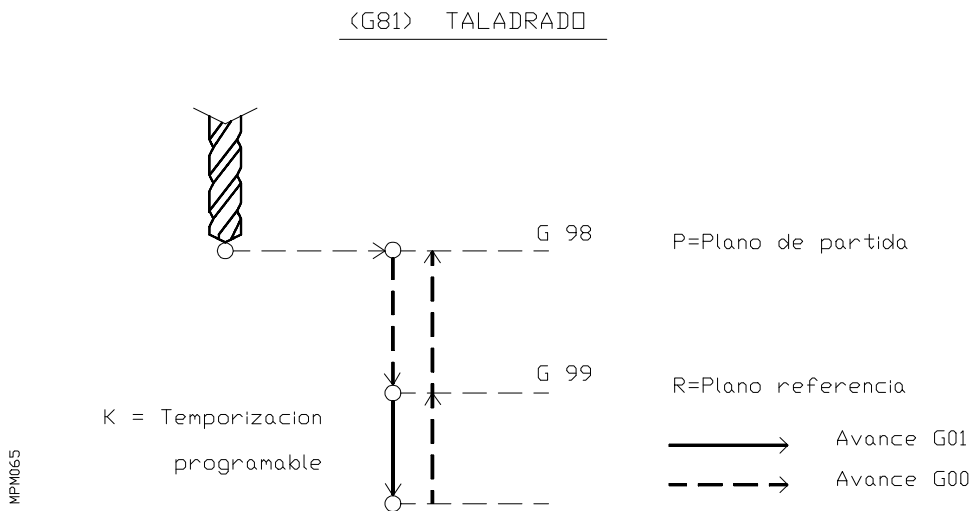 (G81) TALADRADO
G 98
P=Plano de partida
G 99
R=Plano referencia
K = Temporizacion
programable
Avance G01
Avance G00
MPM065